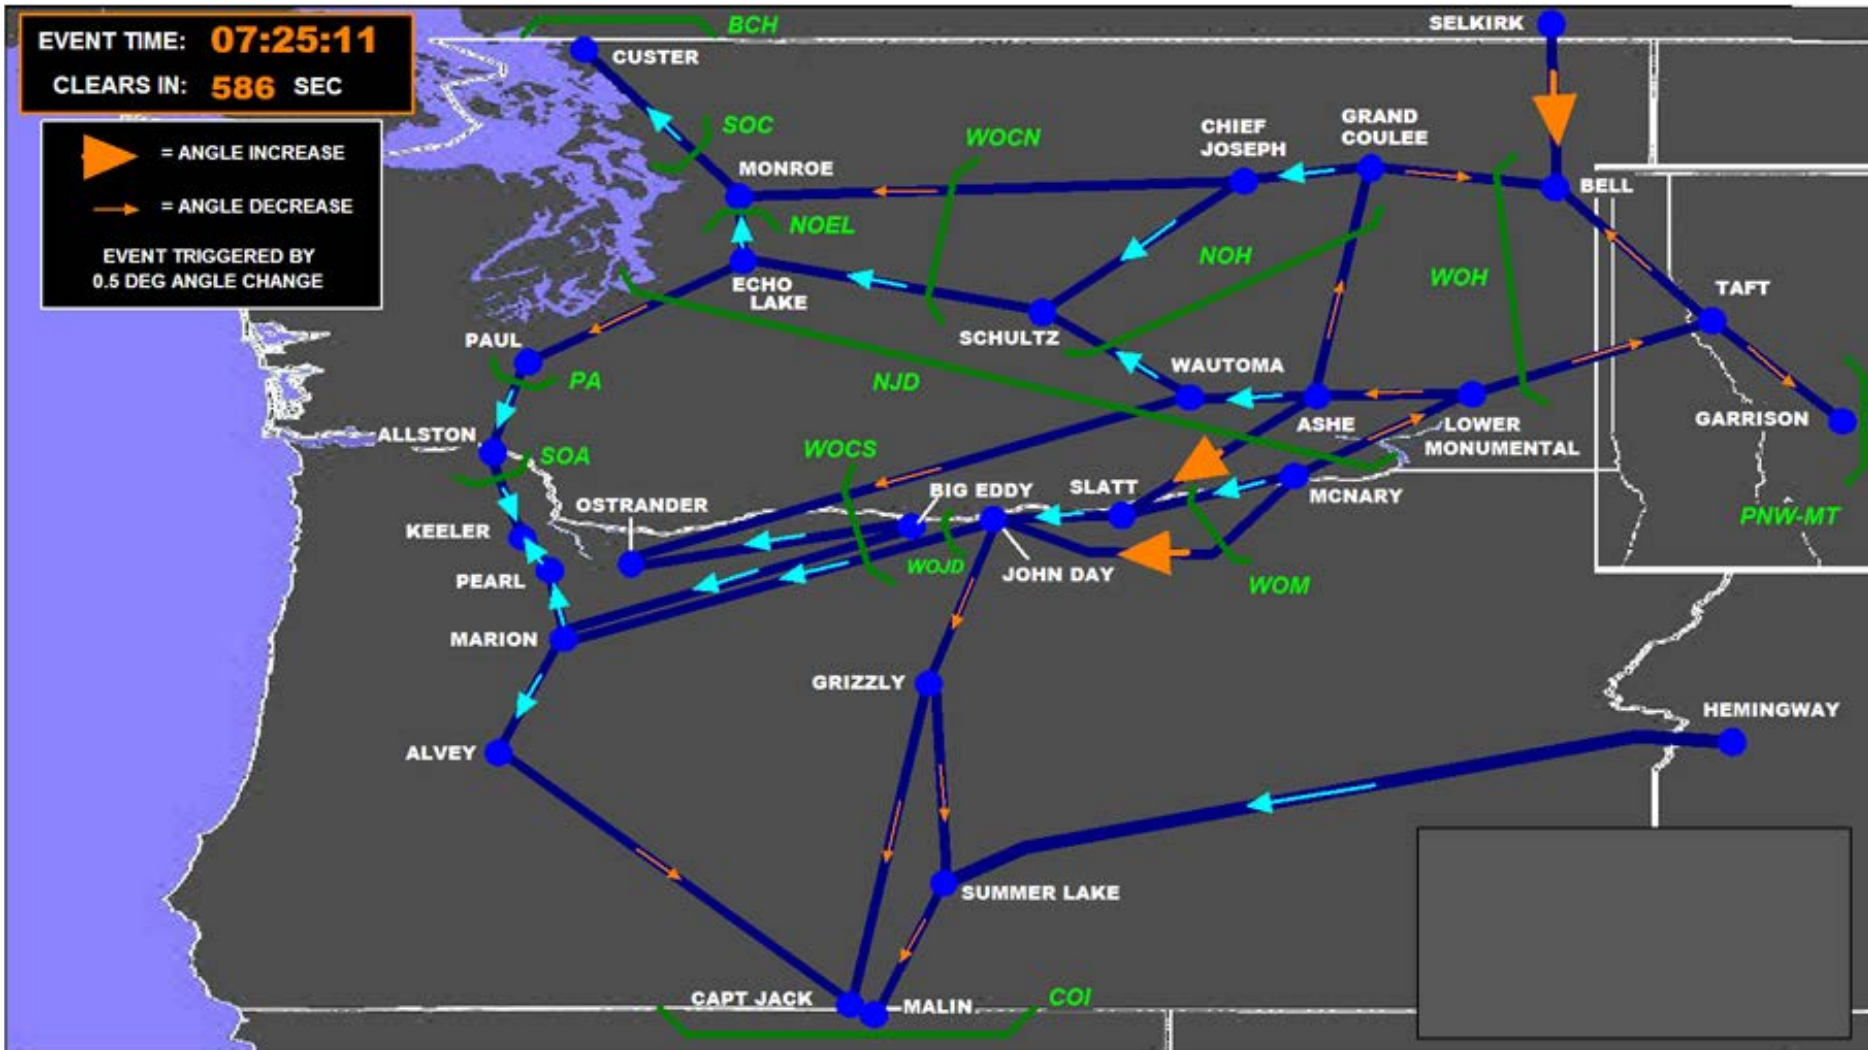 EVENT TIME: 07:25:11
CLEARS IN: 586 SEC
= ANGLE INCREASE
= ANGLE DECREASE
EVENT TRIGGERED BY
0.5 DEG ANGLE CHANGE
BCH
CUSTER
SELKIRK
SOC
WOCN
CHIEF
JOSEPH
GRAND
COULEE
MONROE
BELL
NOEL
NOH
WOH
ECHO
LAKE
TAFT
SCHULTZ
PAUL
WAUTOMA
PA
NJD
ASHE
LOWER
MONUMENTAL
GARRISON
ALLSTON
SOA
WOCS
BIG EDDY
SLATT
MCNARY
OSTRANDER
PNW-MT
KEELER
WOJD
JOHN DAY
WOM
PEARL
MARION
GRIZZLY
HEMINGWAY
ALVEY
SUMMER LAKE
CAPT JACK
MALIN
COI